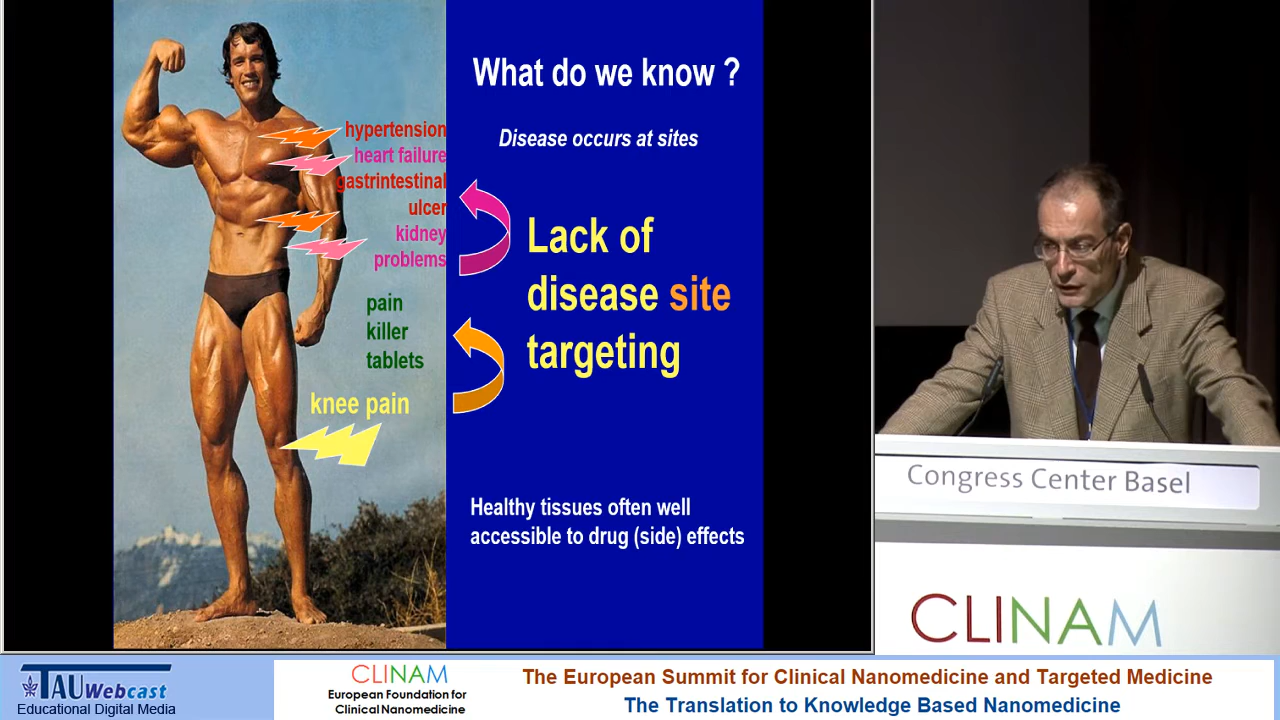 What do we know ?
Disease occurs at sites
hypertension
heart failure
gastrintestinal
ulcer
kidney
problems
Lack of
disease site
targeting
pain
killer
tablets
knee pain
Healthy tissues often well
accessible to drug (side) effects
Congress Center Basel
CLINAM
TAU Webcast
Educational Digital Media
CLINAM
European Foundation for
Clinical Nanomedicine
The European Summit for Clinical Nanomedicine and Targeted Medicine
The Translation to Knowledge Based Nanomedicine